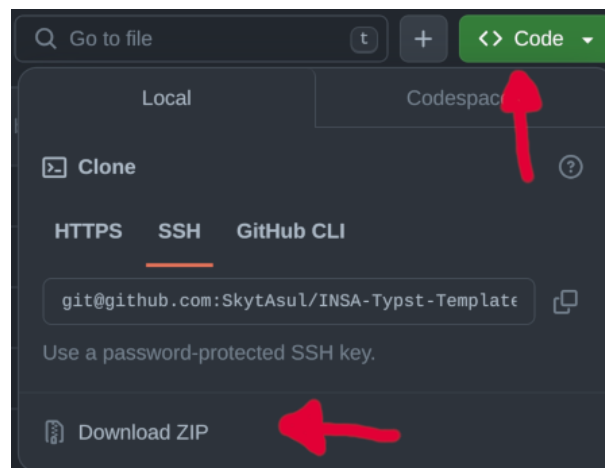 Go to file t + <> Code
Local
Clone
HTTPS SSH GitHub CLI
git@github.com:SkytAsul/INSA-Typst-Template
Use a password-protected SSH key.
Download ZIP